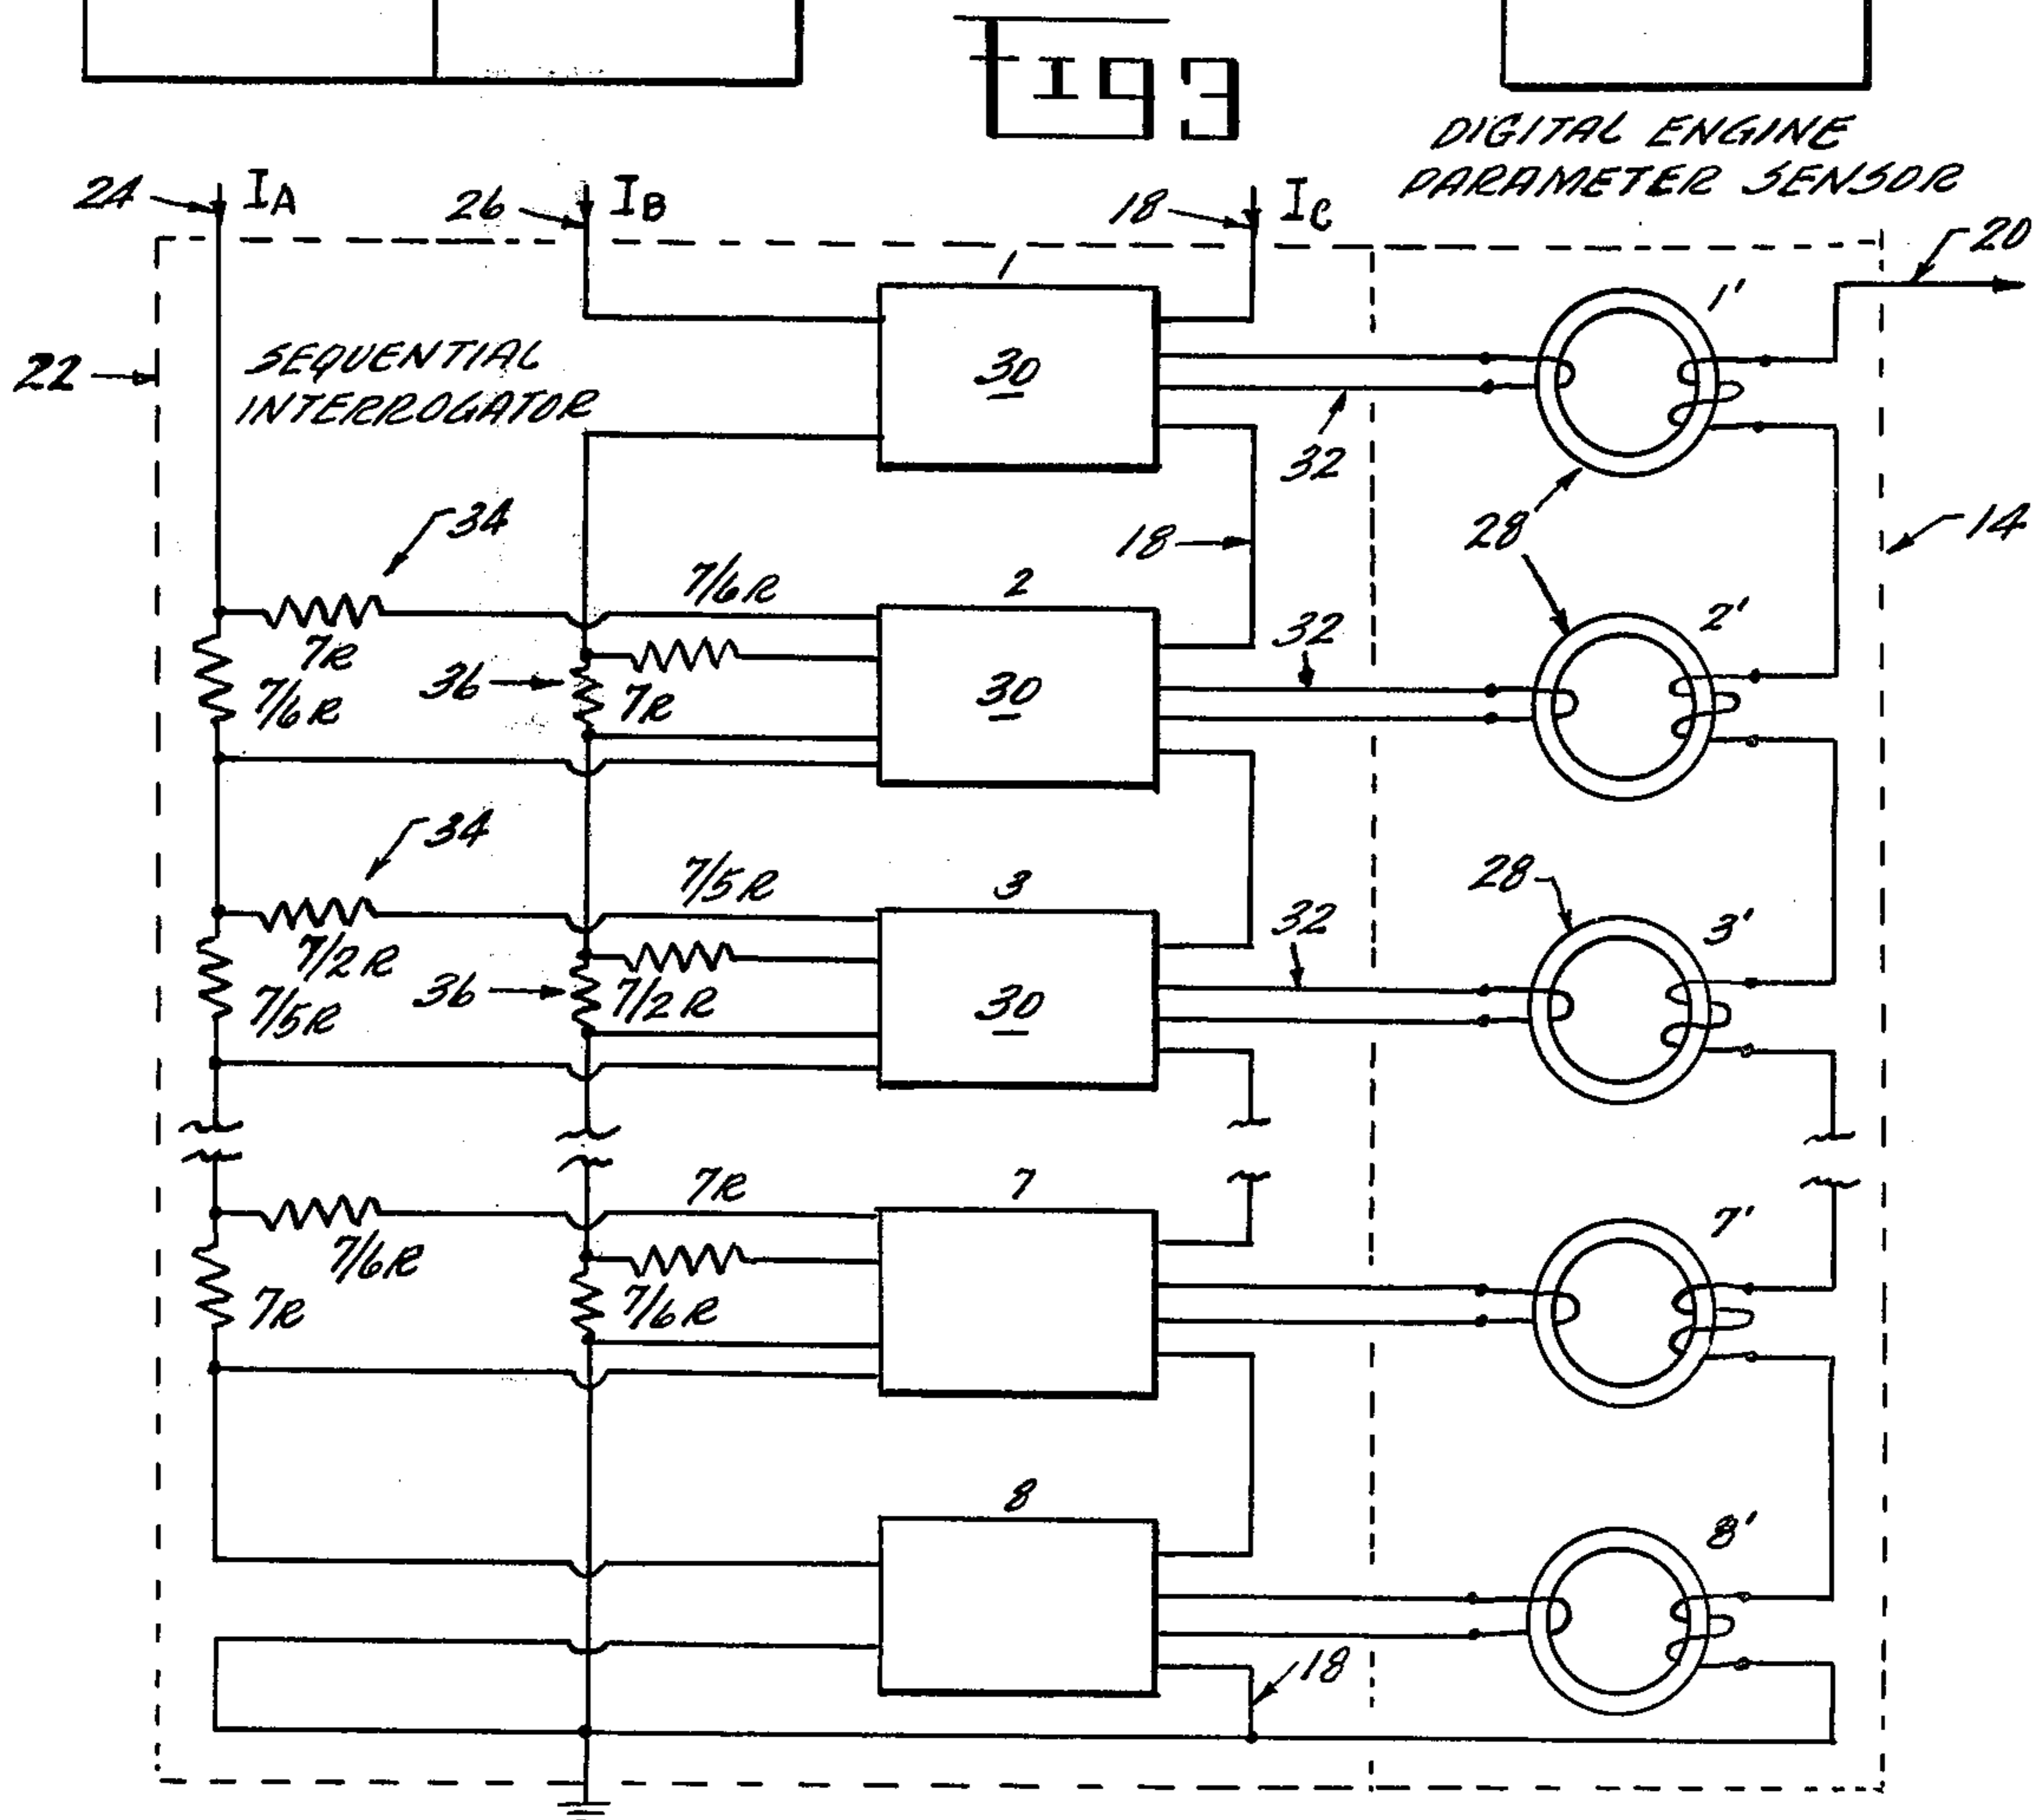 Fig 3
DIGITAL ENGINE
PARAMETER SENSOR
24
IA
26
IB
18
IC
20
1
1'
22
SEQUENTIAL
INTERROGATOR
30
32
34
28
14
18
7/6R
2
2'
7R
32
7/6R
36
7R
30
34
7/5R
3
28
3'
32
7/2R
7/5R
36
7/2R
30
7R
7
7'
7/6R
7R
7/6R
8
8'
18